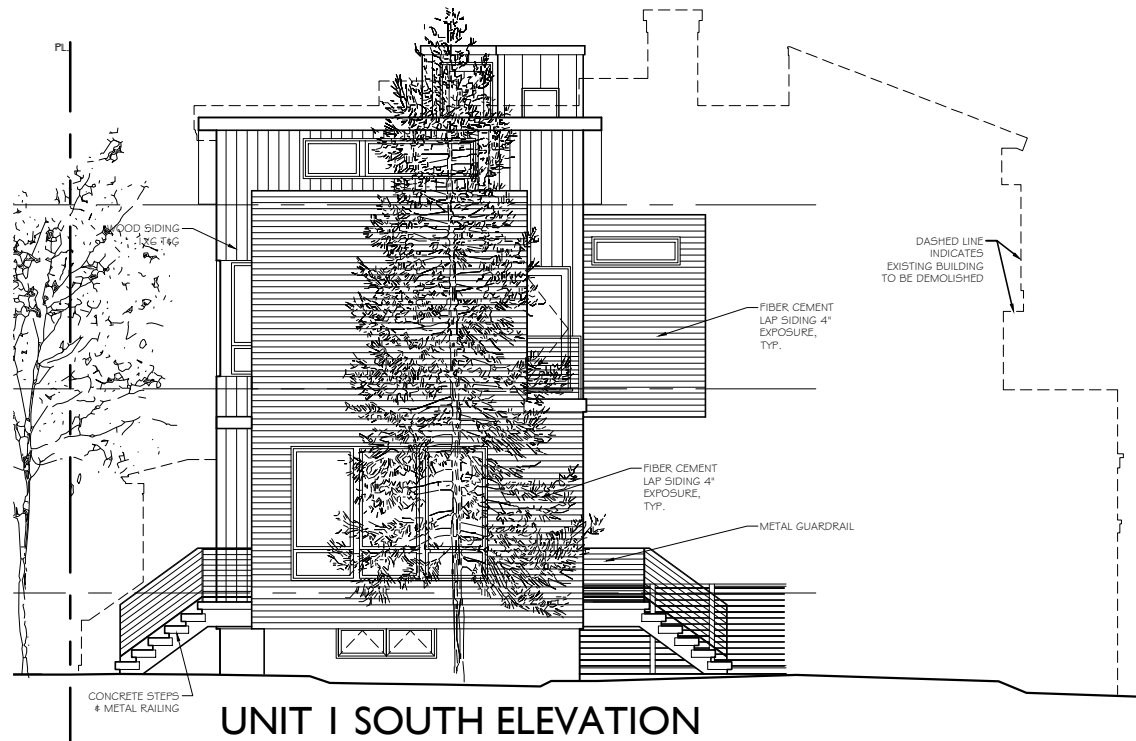 PL
WOOD SIDING
1X6 T&G
DASHED LINE
INDICATES
EXISTING BUILDING
TO BE DEMOLISHED
FIBER CEMENT
LAP SIDING 4"
EXPOSURE,
TYP.
FIBER CEMENT
LAP SIDING 4"
EXPOSURE,
TYP.
METAL GUARDRAIL
CONCRETE STEPS
& METAL RAILING
UNIT 1 SOUTH ELEVATION